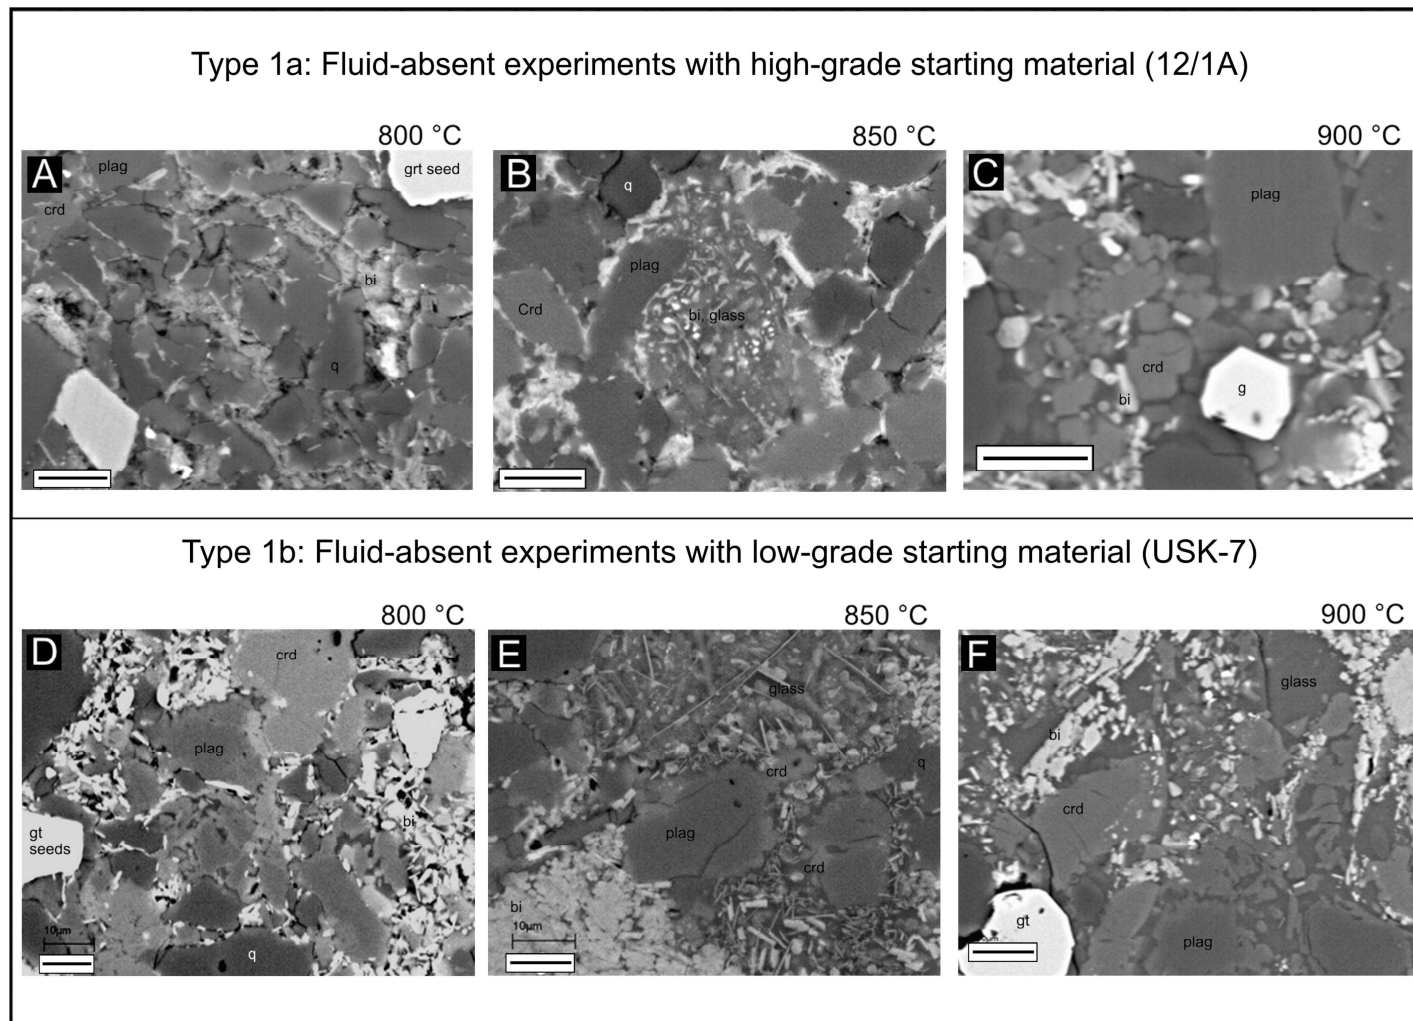 Type 1a: Fluid-absent experiments with high-grade starting material (12/1A)
800 °C
850 °C
900 °C
A
plag
grt seed
crd
bi
q
B
q
plag
Crd
bi, glass
C
plag
crd
bi
g
Type 1b: Fluid-absent experiments with low-grade starting material (USK-7)
800 °C
850 °C
900 °C
D
crd
plag
bi
gt
seeds
10µm
q
E
glass
crd
q
plag
crd
bi
10µm
F
glass
bi
crd
gt
plag